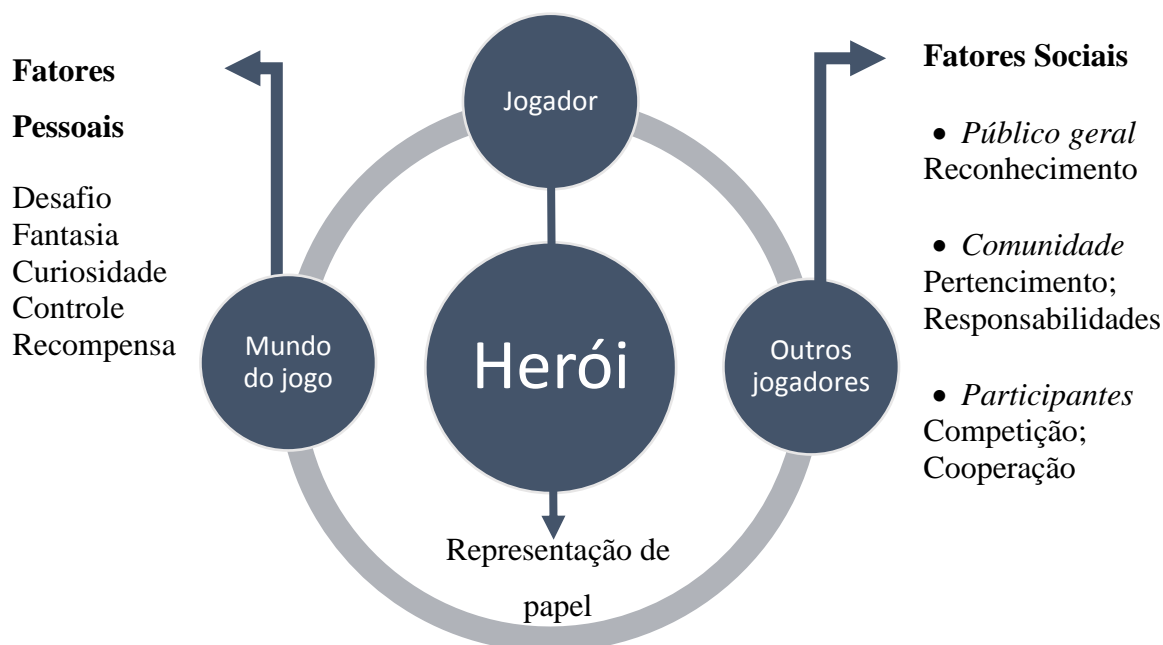 Fatores
Pessoais
Desafio
Fantasia
Curiosidade
Controle
Recompensa
Jogador
Mundo
do jogo
Herói
Outros
jogadores
Representação de
papel
Fatores Sociais
• Público geral
Reconhecimento
• Comunidade
Pertencimento;
Responsabilidades
• Participantes
Competição;
Cooperação